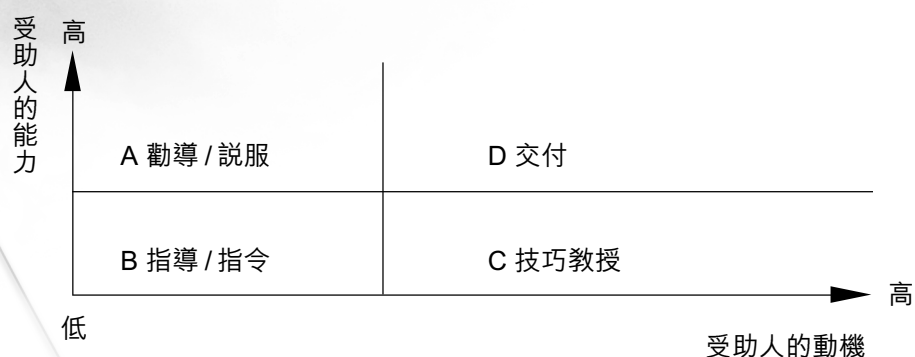 受助人的能力
高
A 勸導 / 説服
D 交付
B 指導 / 指令
C 技巧教授
高
低
受助人的動機